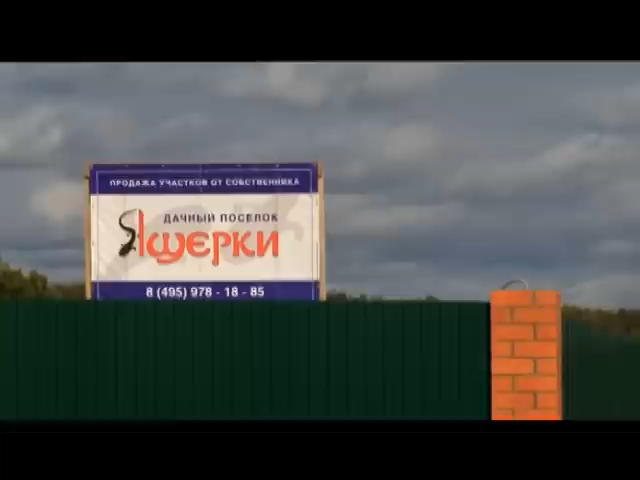 ПРОДАЖА УЧАСТКОВ ОТ СОБСТВЕННИКА
ДАЧНЫЙ ПОСЕЛОК
Ящерки
8 (495) 978 - 18 - 85